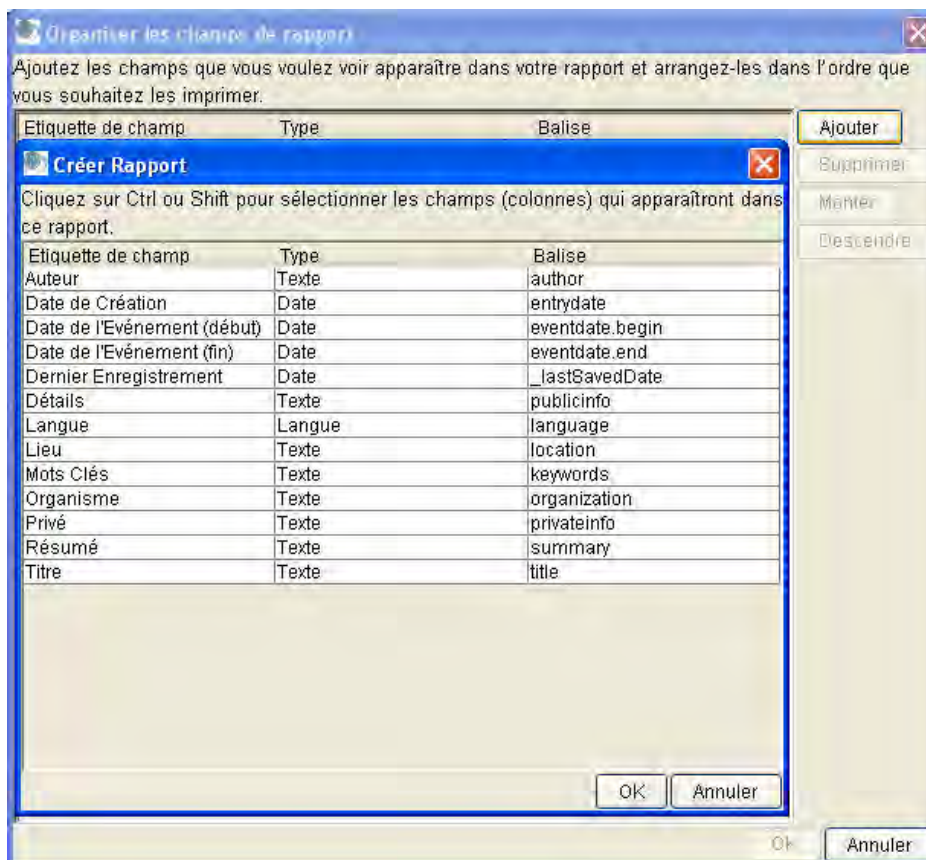 Organiser les champs de rapport
Ajoutez les champs que vous voulez voir apparaître dans votre rapport et arrangez-les dans l'ordre que
vous souhaitez les imprimer.
Etiquette de champ Type Balise Ajouter
Créer Rapport
Supprimer
Cliquez sur Ctrl ou Shift pour sélectionner les champs (colonnes) qui apparaîtront dans
ce rapport.
Monter
Descendre
Etiquette de champ Type Balise
Auteur Texte author
Date de Création Date entrydate
Date de l'Evénement (début) Date eventdate.begin
Date de l'Evénement (fin) Date eventdate.end
Dernier Enregistrement Date _lastSavedDate
Détails Texte publicinfo
Langue Langue language
Lieu Texte location
Mots Clés Texte keywords
Organisme Texte organization
Privé Texte privateinfo
Résumé Texte summary
Titre Texte title
OK Annuler
Ok Annuler